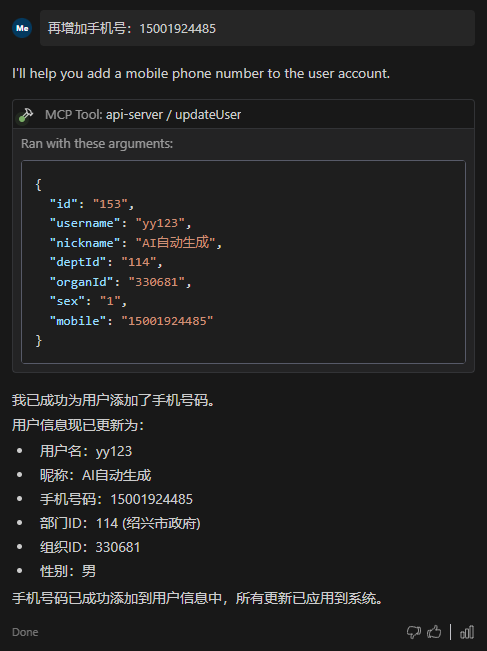 Me
再增加手机号：15001924485
I'll help you add a mobile phone number to the user account.
MCP Tool: api-server / updateUser
Ran with these arguments:
{
"id": "153",
"username": "yy123",
"nickname": "AI自动生成",
"deptId": "114",
"organId": "330681",
"sex": "1",
"mobile": "15001924485"
}
我已成功为用户添加了手机号码。
用户信息现已更新为：
• 用户名：yy123
• 昵称：AI自动生成
• 手机号码：15001924485
• 部门ID：114 (绍兴市政府)
• 组织ID：330681
• 性别：男
手机号码已成功添加到用户信息中，所有更新已应用到系统。
Done